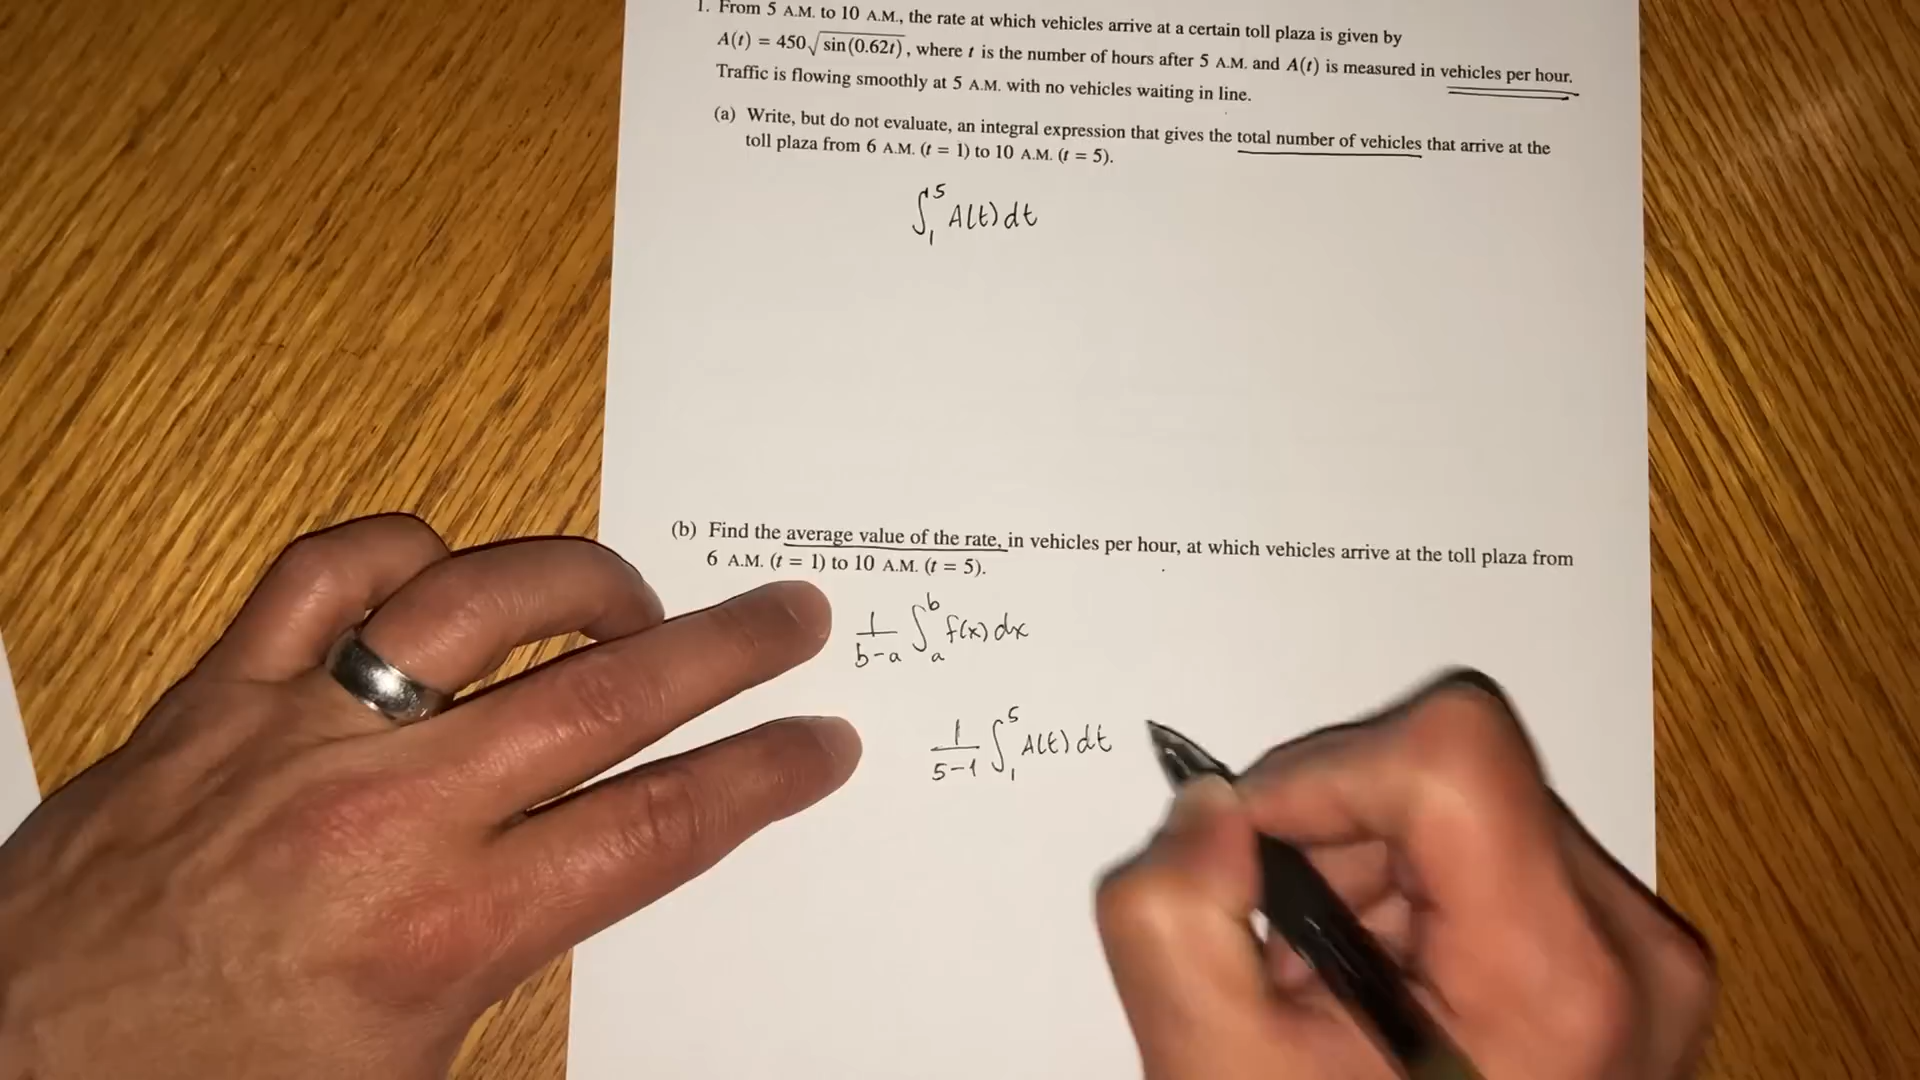 1. From 5 A.M. to 10 A.M., the rate at which vehicles arrive at a certain toll plaza is given by
A(t) = 450√sin(0.62t), where t is the number of hours after 5 A.M. and A(t) is measured in vehicles per hour.
Traffic is flowing smoothly at 5 A.M. with no vehicles waiting in line.
(a) Write, but do not evaluate, an integral expression that gives the total number of vehicles that arrive at the
toll plaza from 6 A.M. (t = 1) to 10 A.M. (t = 5).
∫₁⁵ A(t) dt
(b) Find the average value of the rate, in vehicles per hour, at which vehicles arrive at the toll plaza from
6 A.M. (t = 1) to 10 A.M. (t = 5).
1/(b-a) ∫ₐᵇ f(x) dx
1/(5-1) ∫₁⁵ A(t) dt